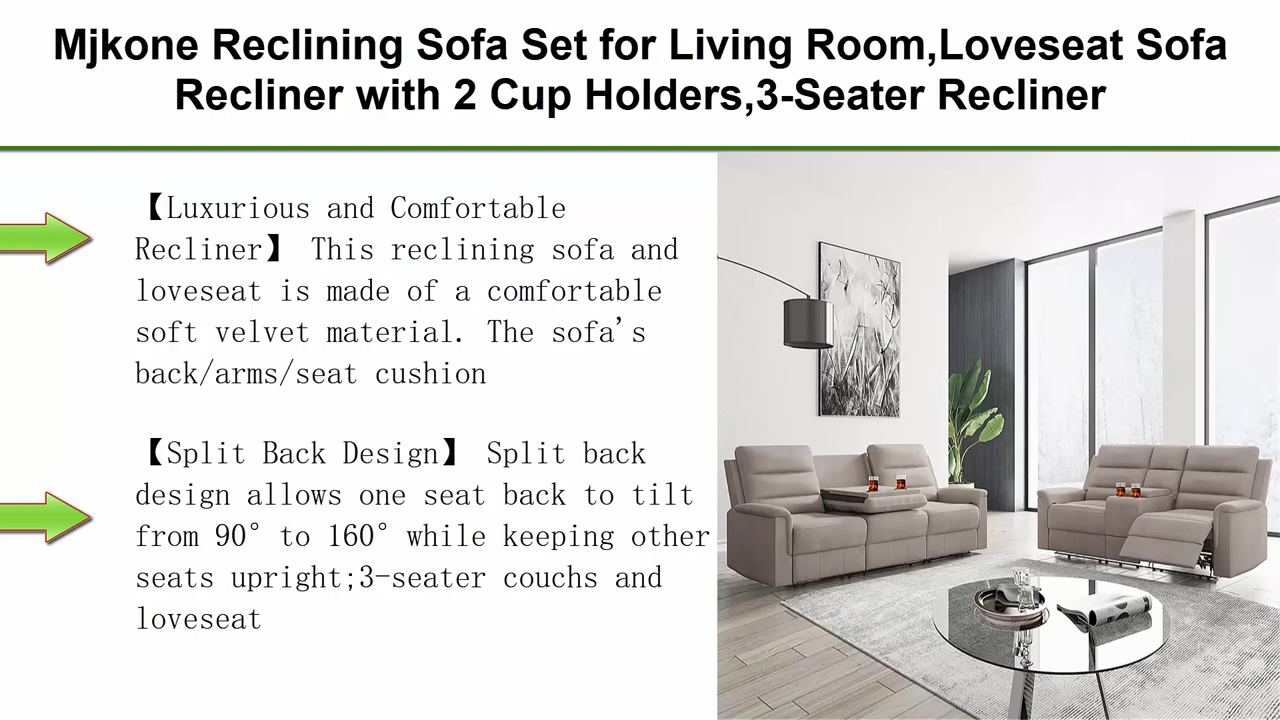 Mjkone Reclining Sofa Set for Living Room,Loveseat Sofa
Recliner with 2 Cup Holders,3-Seater Recliner
【Luxurious and Comfortable
Recliner】 This reclining sofa and
loveseat is made of a comfortable
soft velvet material. The sofa's
back/arms/seat cushion
【Split Back Design】 Split back
design allows one seat back to tilt
from 90° to 160° while keeping other
seats upright;3-seater couchs and
loveseat